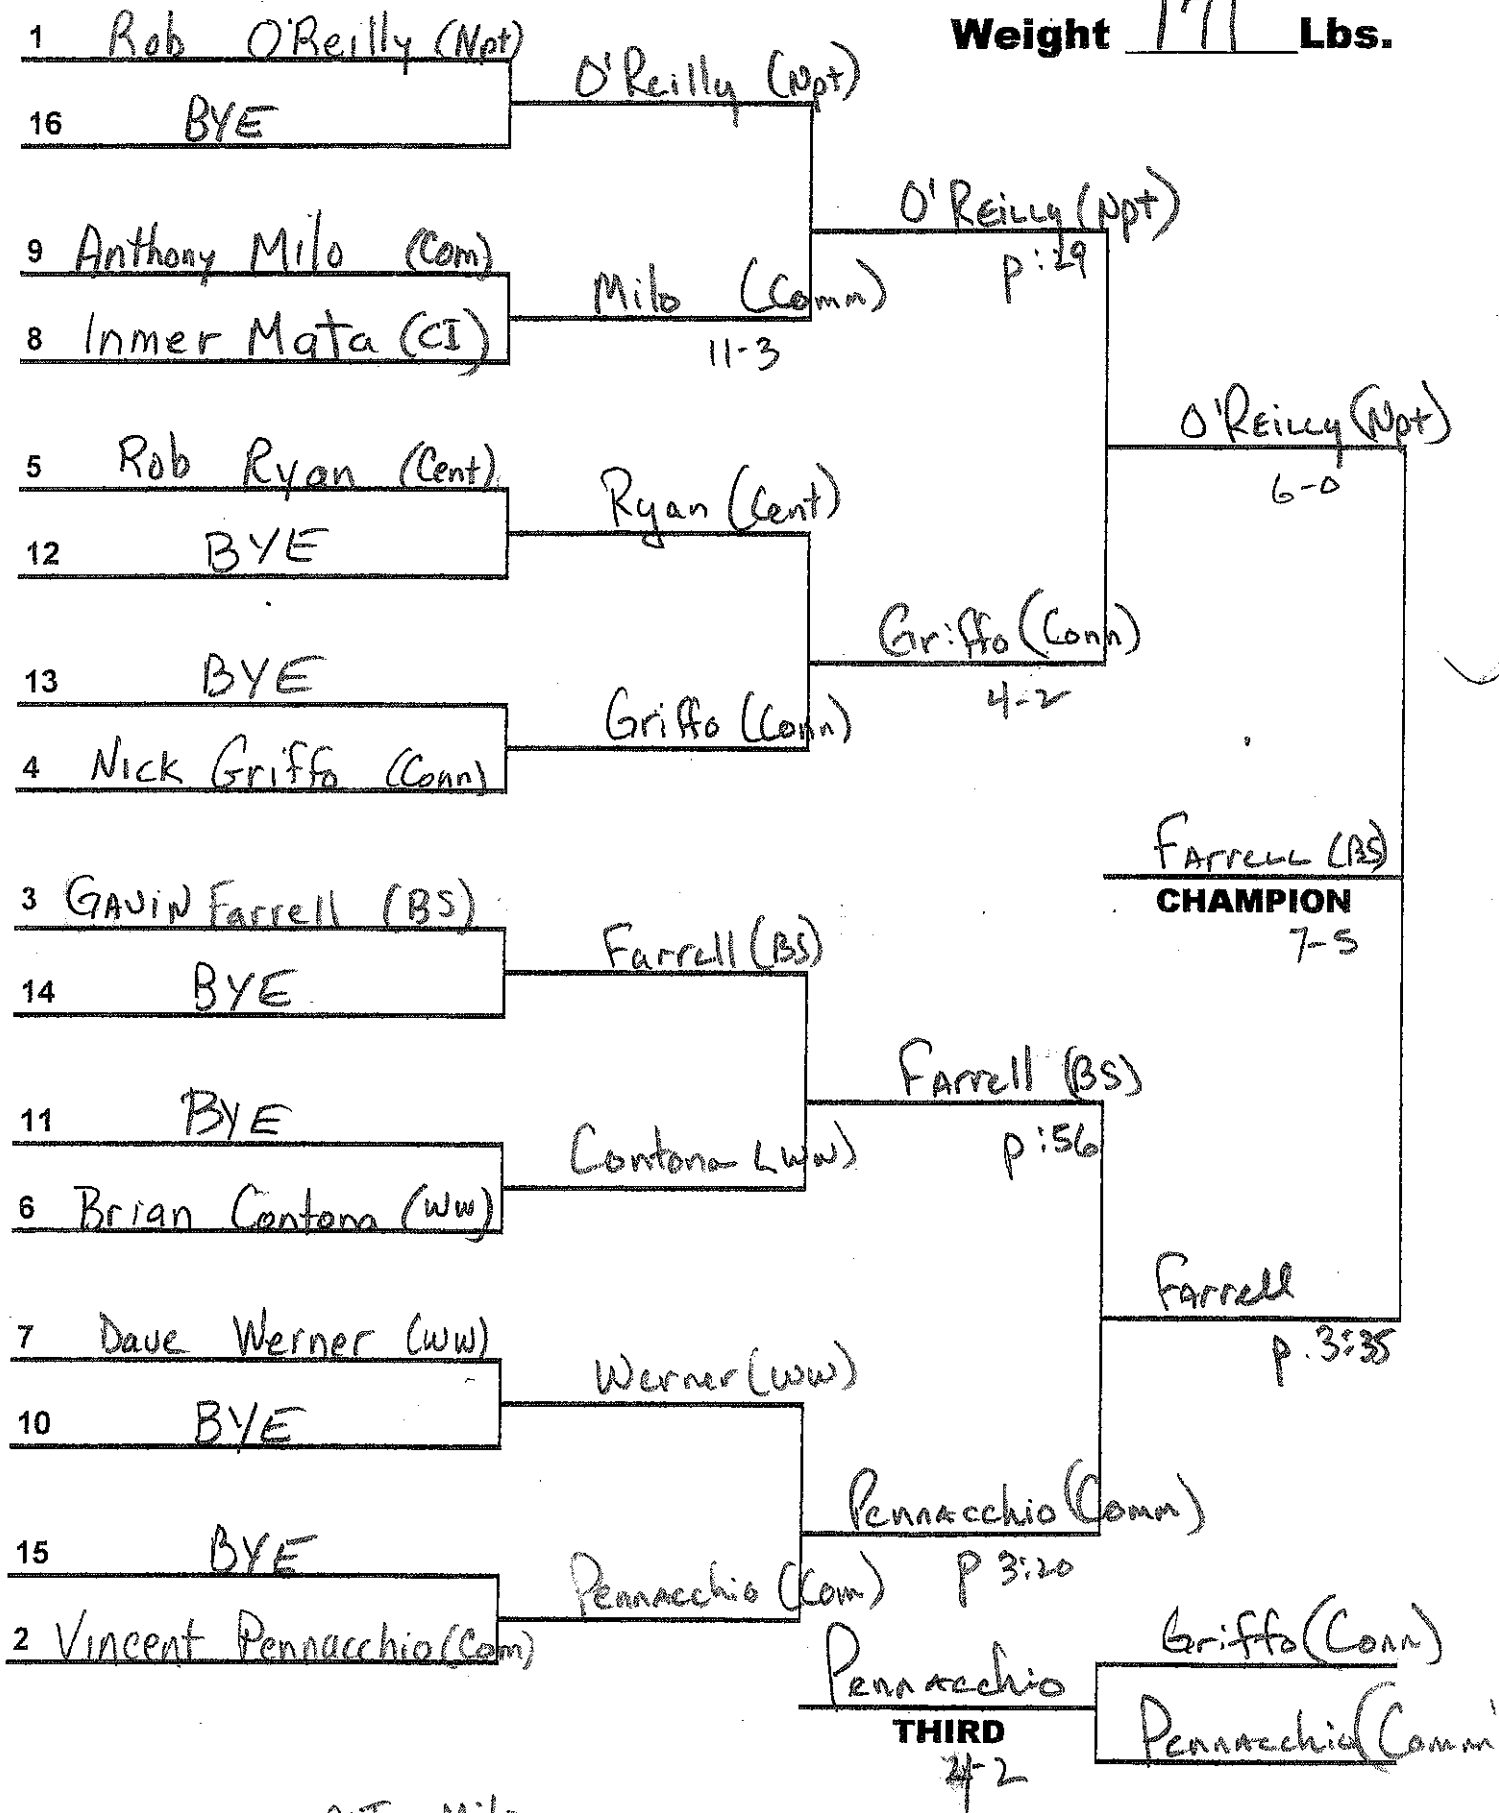 Weight 171 Lbs.
1 Rob O'Reilly (Npt)
O'Reilly (Npt)
16 BYE
O'Reilly (Npt)
p :29
9 Anthony Milo (Com)
Milo (Comm)
11-3
8 Inmer Mata (CI)
O'Reilly (Npt)
6-0
5 Rob Ryan (Cent)
Ryan (Cent)
12 BYE
Griffo (Conn)
4-2
13 BYE
Griffo (Conn)
4 Nick Griffo (Conn)
Farrell (BS)
CHAMPION
7-5
3 GAViN Farrell (BS)
Farrell (BS)
14 BYE
Farrell (BS)
p :56
11 BYE
Contona (WW)
6 Brian Contona (WW)
Farrell
p. 3:35
7 Dave Werner (WW)
Werner (WW)
10 BYE
Pennacchio (Comm)
p 3:20
15 BYE
Pennacchio (Com)
2 Vincent Pennacchio (Com)
Griffo (Conn)
Pennacchio
THIRD
4-2
Pennacchio (Comm